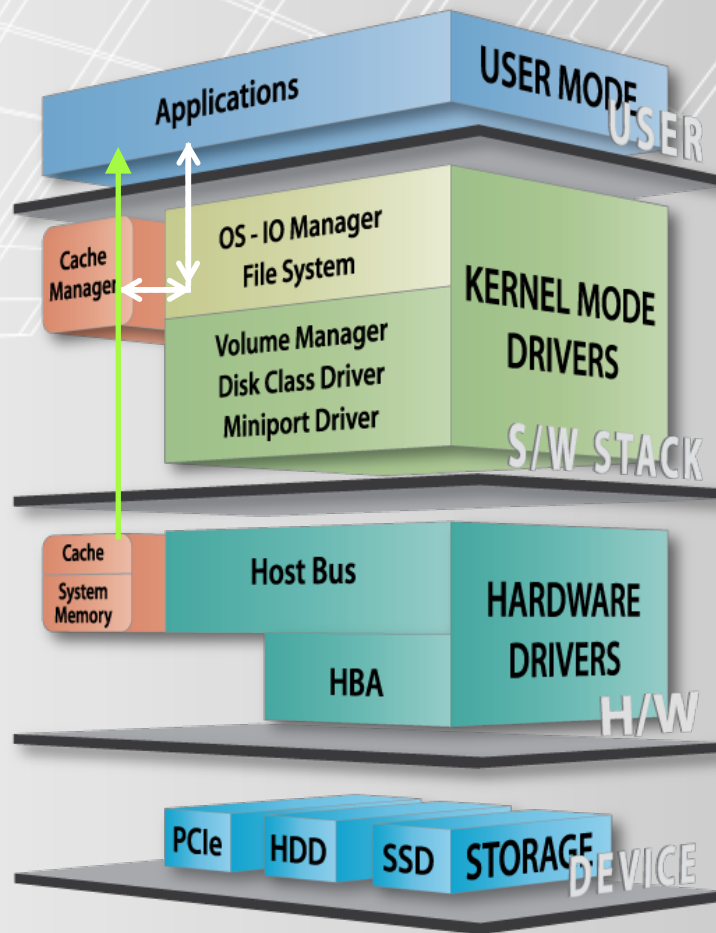 Applications
USER MODE
USER
Cache
Manager
OS - IO Manager
File System
Volume Manager
Disk Class Driver
Miniport Driver
KERNEL MODE
DRIVERS
S/W STACK
Cache
System
Memory
Host Bus
HBA
HARDWARE
DRIVERS
H/W
PCIe
HDD
SSD
STORAGE
DEVICE